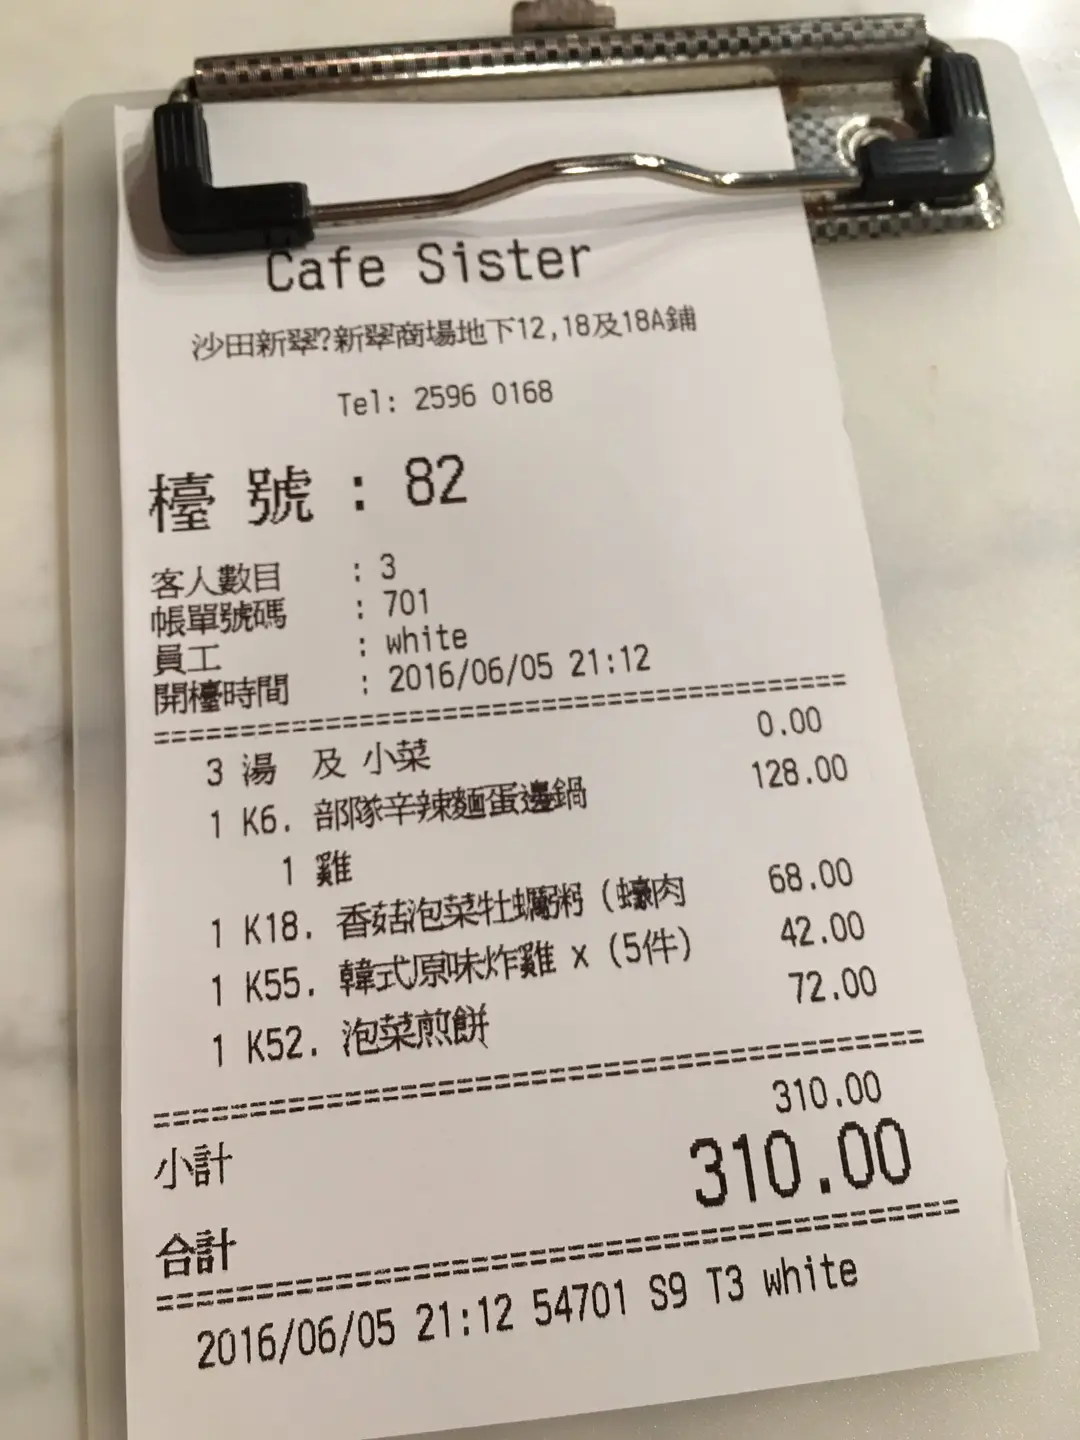 Cafe Sister
沙田新翠?新翠商場地下12,18及18A鋪
Tel: 2596 0168
檯 號 : 82
客人數目 : 3
帳單號碼 : 701
員工 : white
開檯時間 : 2016/06/05 21:12
3 湯 及 小菜 0.00
1 K6. 部隊辛辣麵蛋邊鍋 128.00
1 雞
1 K18. 香菇泡菜牡蠣粥 (蠔肉 68.00
1 K55. 韓式原味炸雞 x (5件) 42.00
1 K52. 泡菜煎餅 72.00
小計 310.00
合計 310.00
2016/06/05 21:12 54701 S9 T3 white